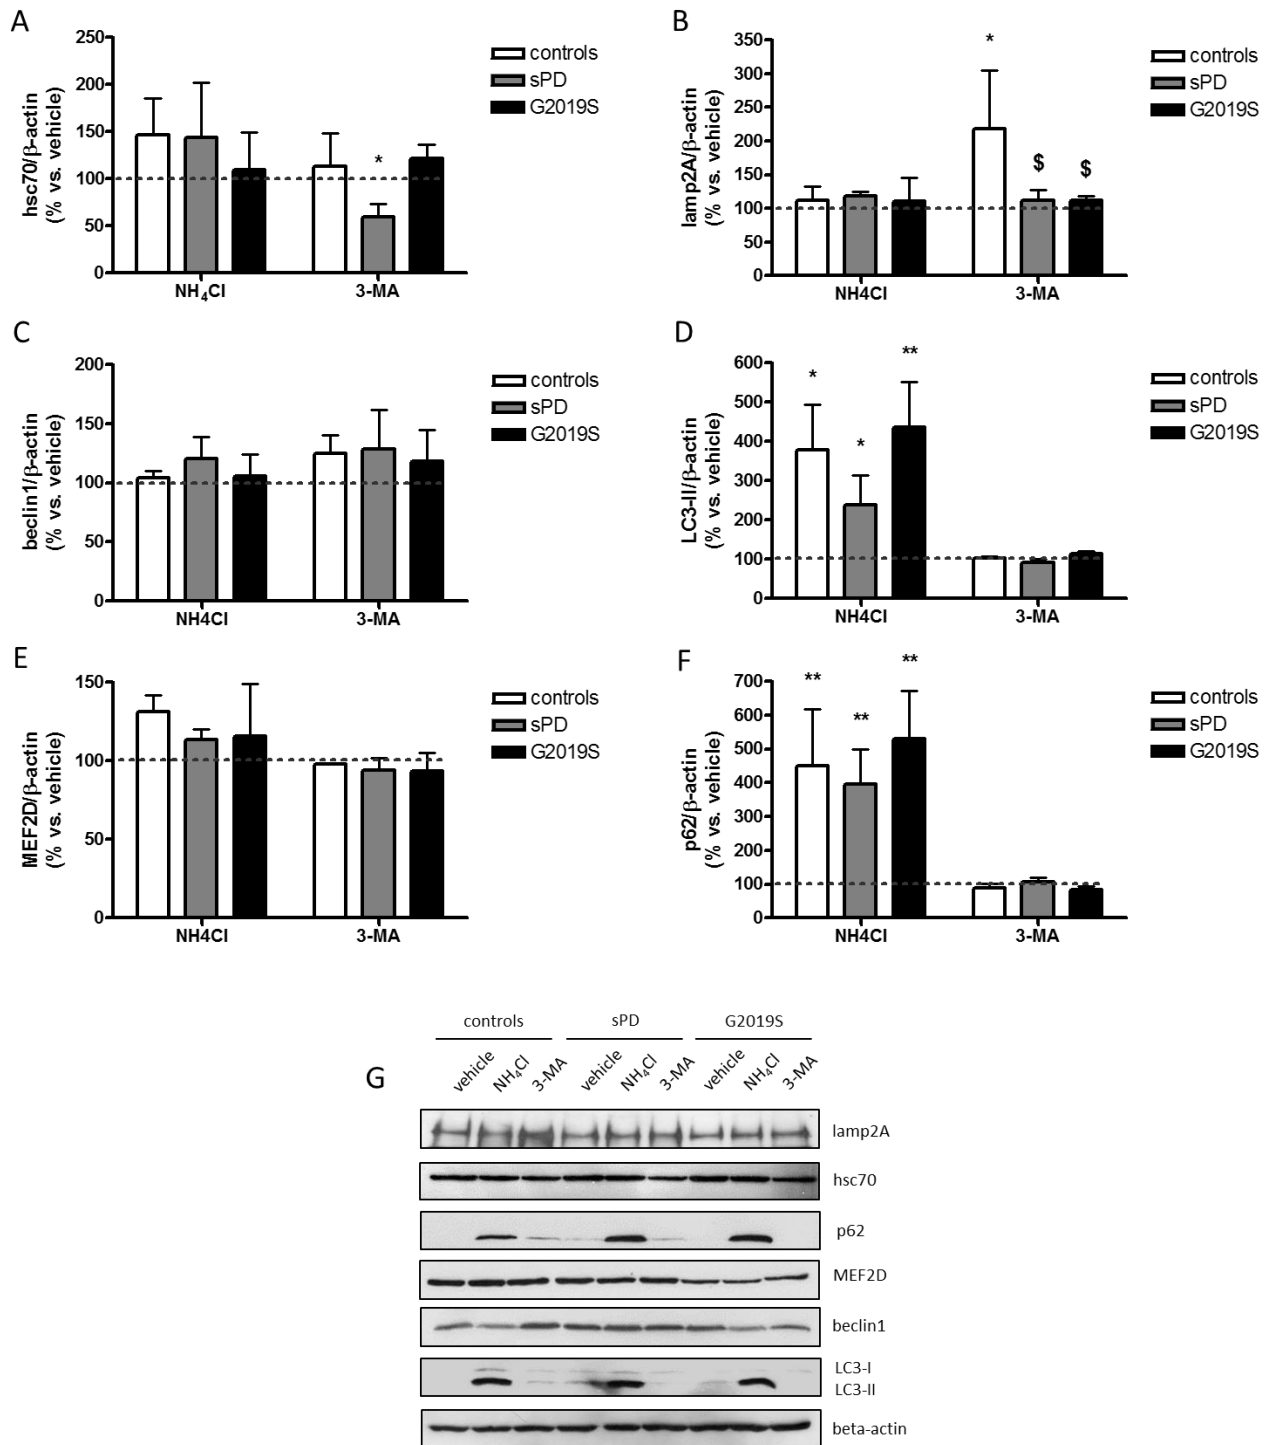 A
hsc70/β-actin
(% vs. vehicle)
250
200
150
100
50
0
*
NH₄Cl
3-MA
controls
sPD
G2019S
B
lamp2A/β-actin
(% vs. vehicle)
350
300
250
200
150
100
50
0
*
$
$
NH4Cl
3-MA
controls
sPD
G2019S
C
beclin1/β-actin
(% vs. vehicle)
200
150
100
50
0
NH4Cl
3-MA
controls
sPD
G2019S
D
LC3-II/β-actin
(% vs. vehicle)
600
500
400
300
200
100
0
*
*
**
NH4Cl
3-MA
controls
sPD
G2019S
E
MEF2D/β-actin
(% vs. vehicle)
150
100
50
0
NH4Cl
3-MA
controls
sPD
G2019S
F
p62/β-actin
(% vs. vehicle)
700
600
500
400
300
200
100
0
**
**
**
NH4Cl
3-MA
controls
sPD
G2019S
G
controls sPD G2019S
vehicle NH₄Cl 3-MA vehicle NH₄Cl 3-MA vehicle NH₄Cl 3-MA
lamp2A
hsc70
p62
MEF2D
beclin1
LC3-I
LC3-II
beta-actin